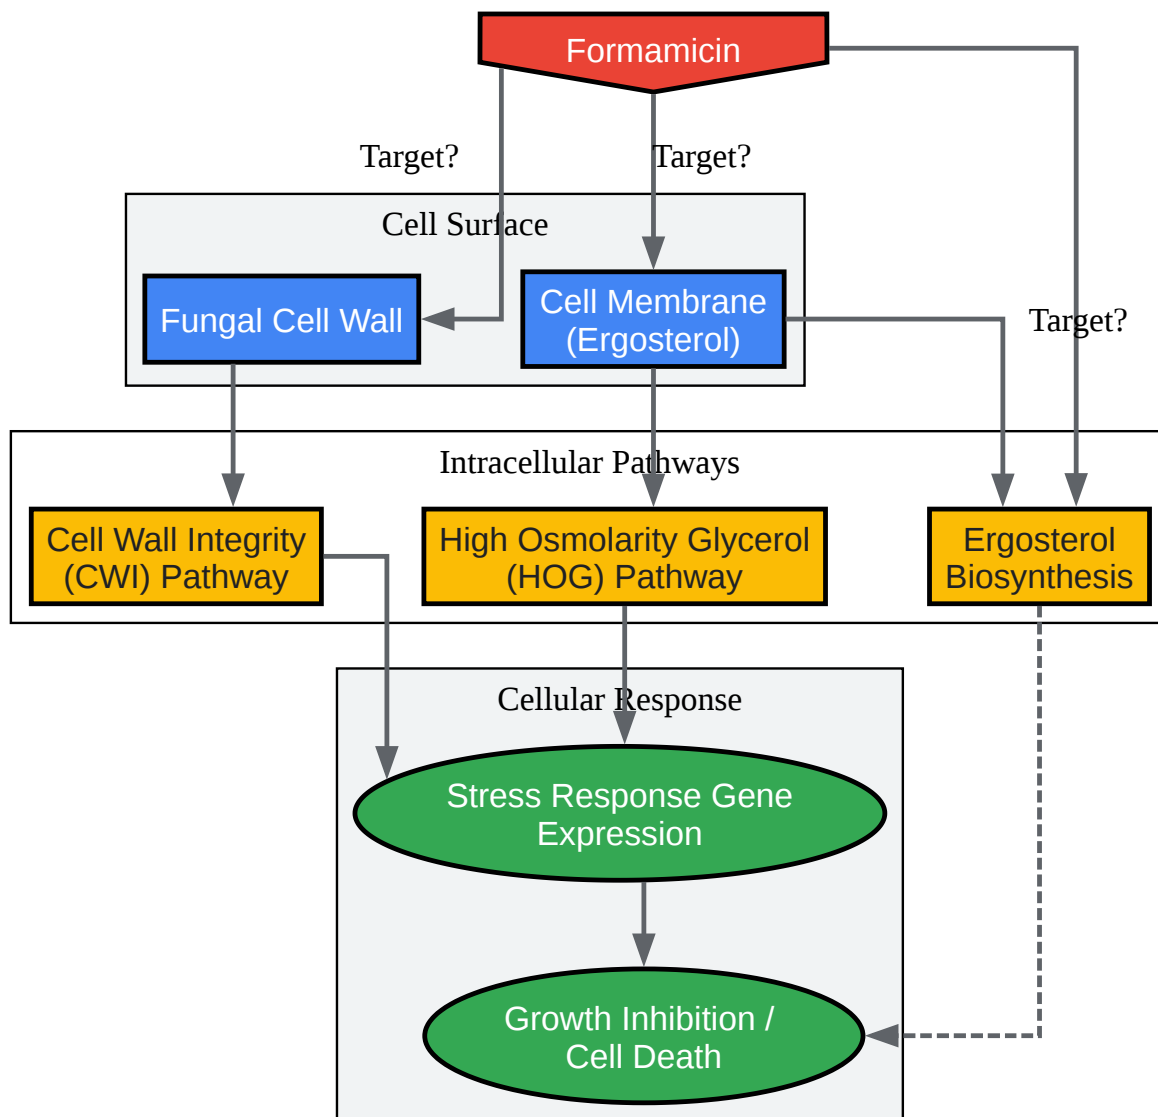 Formamicin
Target?
Target?
Cell Surface
Fungal Cell Wall
Cell Membrane
(Ergosterol)
Target?
Intracellular Pathways
Cell Wall Integrity
(CWI) Pathway
High Osmolarity Glycerol
(HOG) Pathway
Ergosterol
Biosynthesis
Cellular Response
Stress Response Gene
Expression
Growth Inhibition /
Cell Death